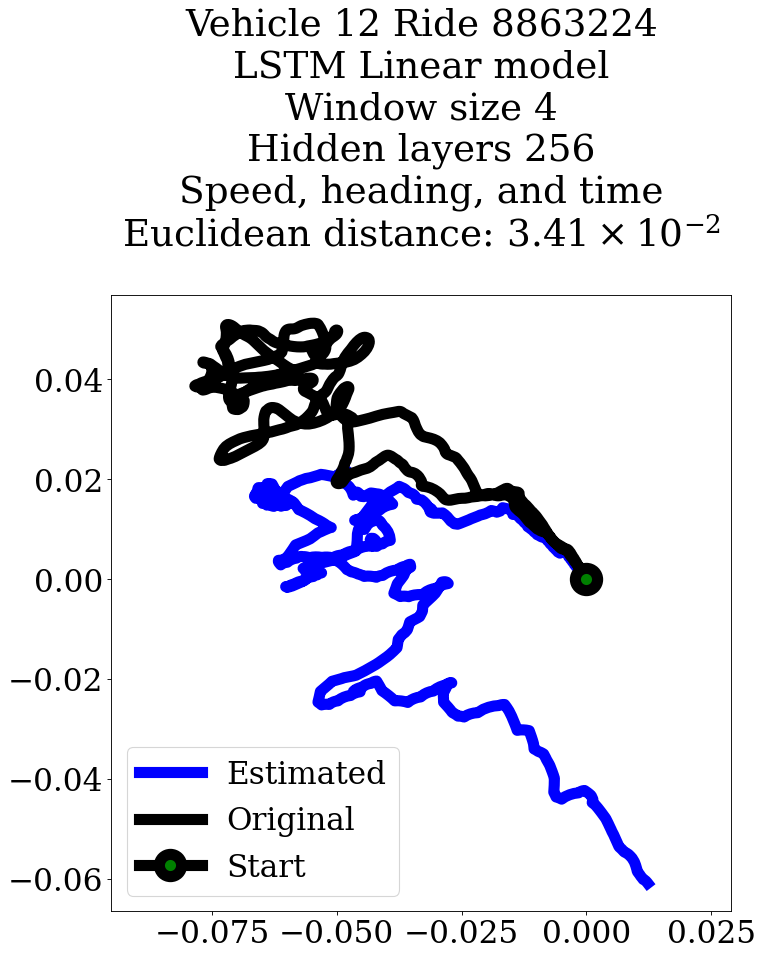 Vehicle 12 Ride 8863224
LSTM Linear model
Window size 4
Hidden layers 256
Speed, heading, and time
Euclidean distance: 3.41 × 10⁻²
0.04
0.02
0.00
−0.02
−0.04
−0.06
Estimated
Original
Start
−0.075 −0.050 −0.025 0.000 0.025